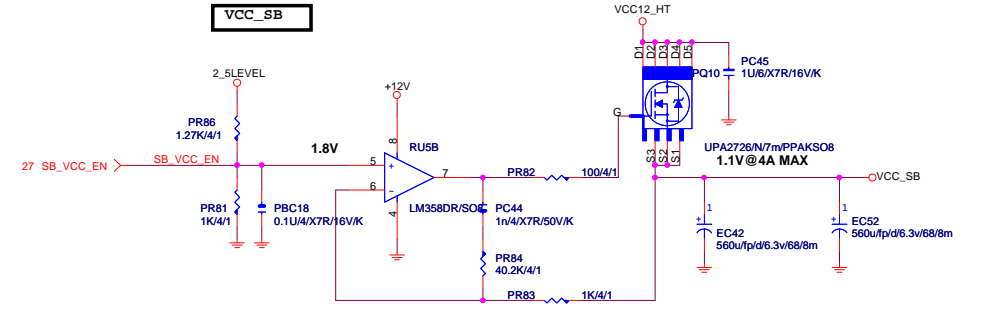 VCC_SB
VCC12_HT
2_5LEVEL
+12V
D1
D2
D3
D4
D5
PQ10
PC45
1U/6/X7R/16V/K
PR86
1.27K/4/1
8
G
27 SB_VCC_EN
SB_VCC_EN
1.8V
5
+
RU5B
7
6
−
LM358DR/SO8
4
PR82
100/4/1
S3
S2
S1
UPA2726/N/7m/PPAKSO8
1.1V@4A MAX
VCC_SB
PR81
1K/4/1
PBC18
0.1U/4/X7R/16V/K
PC44
1n/4/X7R/50V/K
1
+
EC42
560u/fp/d/6.3v/68/8m
1
+
EC52
560u/fp/d/6.3v/68/8m
PR84
40.2K/4/1
PR83
1K/4/1